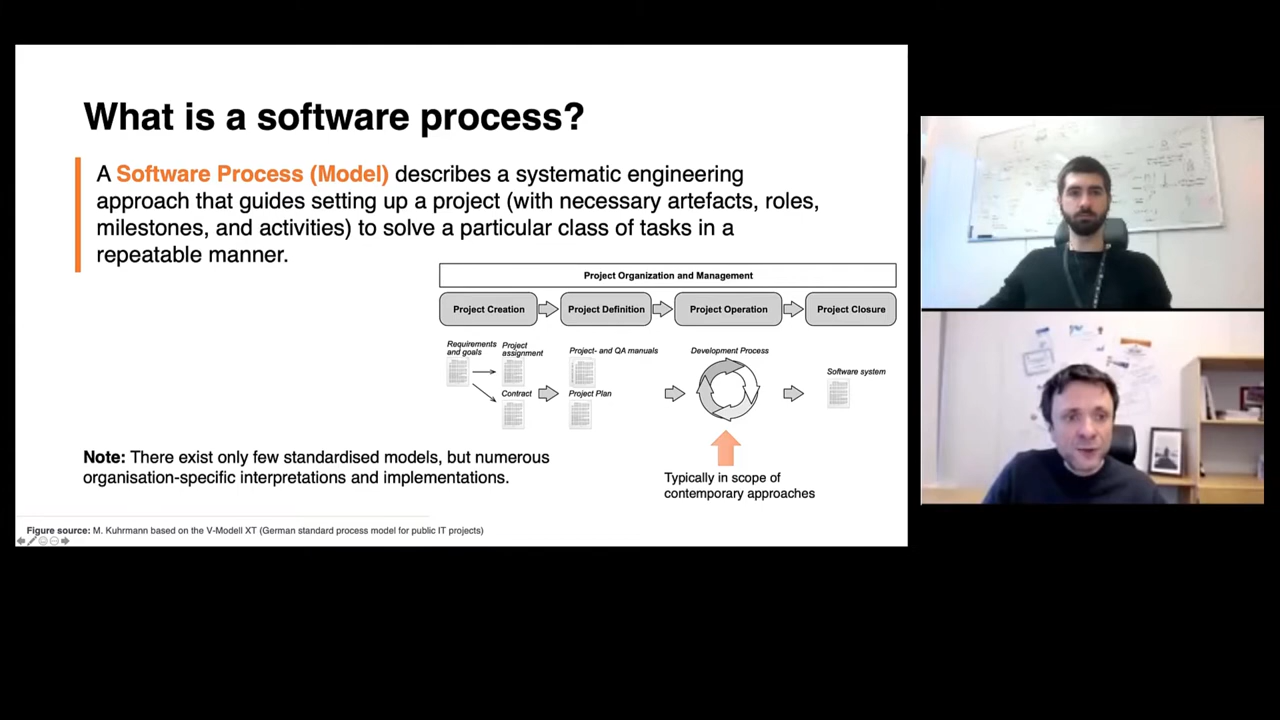 What is a software process?
A Software Process (Model) describes a systematic engineering
approach that guides setting up a project (with necessary artefacts, roles,
milestones, and activities) to solve a particular class of tasks in a
repeatable manner.
Project Organization and Management
Project Creation
Project Definition
Project Operation
Project Closure
Requirements
and goals
Project
assignment
Contract
Project- and QA manuals
Project Plan
Development Process
Software system
Typically in scope of
contemporary approaches
Note: There exist only few standardised models, but numerous
organisation-specific interpretations and implementations.
Figure source: M. Kuhrmann based on the V-Modell XT (German standard process model for public IT projects)